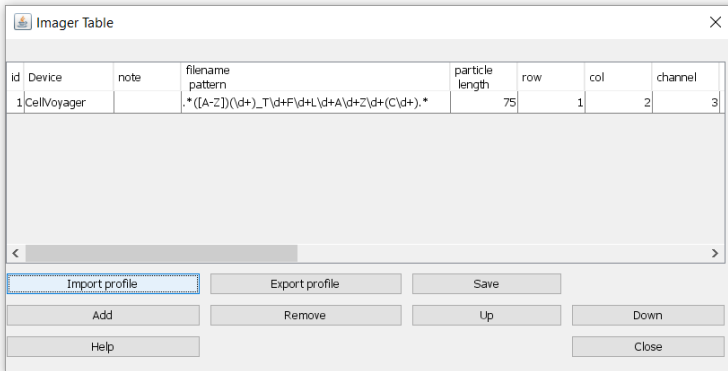 Imager Table
id Device note filename pattern particle length row col channel
1 CellVoyager .*([A-Z])(\d+)_T\d+F\d+L\d+A\d+Z\d+(C\d+).* 75 1 2 3
Import profile Export profile Save
Add Remove Up Down
Help Close